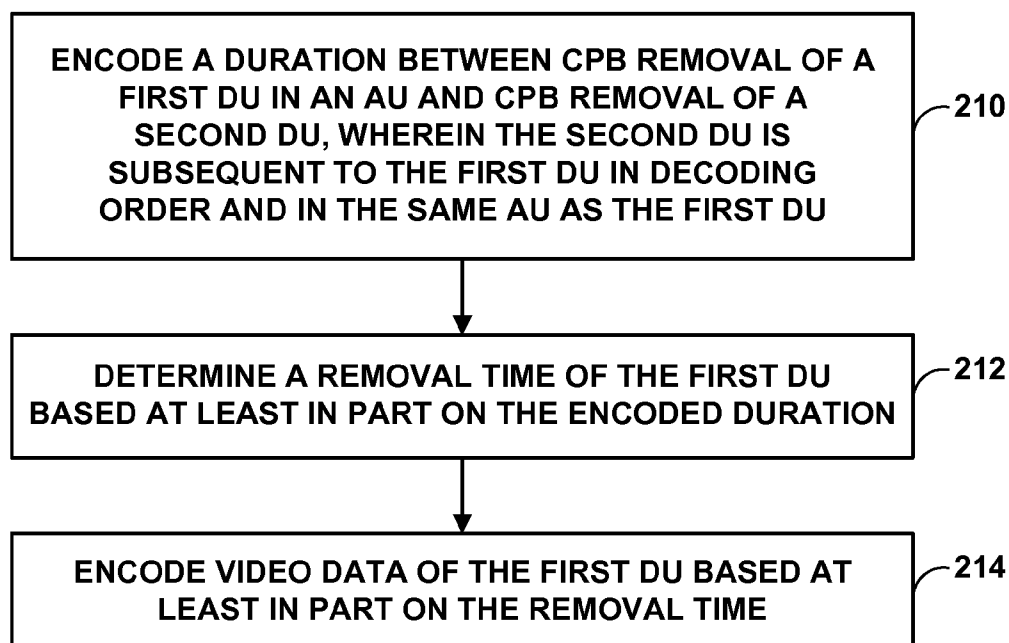 ENCODE A DURATION BETWEEN CPB REMOVAL OF A
FIRST DU IN AN AU AND CPB REMOVAL OF A
SECOND DU, WHEREIN THE SECOND DU IS
SUBSEQUENT TO THE FIRST DU IN DECODING
ORDER AND IN THE SAME AU AS THE FIRST DU
210
DETERMINE A REMOVAL TIME OF THE FIRST DU
BASED AT LEAST IN PART ON THE ENCODED DURATION
212
ENCODE VIDEO DATA OF THE FIRST DU BASED AT
LEAST IN PART ON THE REMOVAL TIME
214